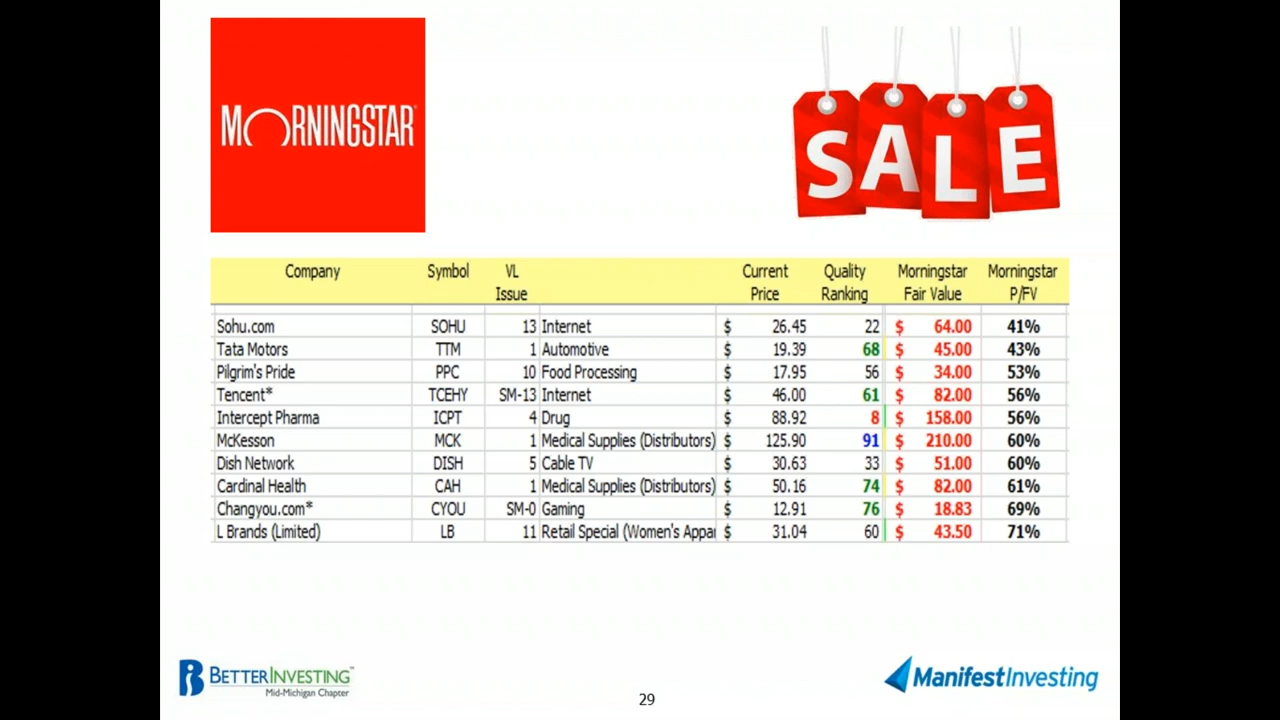 MORNINGSTAR
SALE
Company Symbol VL Issue Current Price Quality Ranking Morningstar Fair Value Morningstar P/FV
Sohu.com SOHU 13 Internet $ 26.45 22 $ 64.00 41%
Tata Motors TTM 1 Automotive $ 19.39 68 $ 45.00 43%
Pilgrim's Pride PPC 10 Food Processing $ 17.95 56 $ 34.00 53%
Tencent* TCEHY SM-13 Internet $ 46.00 61 $ 82.00 56%
Intercept Pharma ICPT 4 Drug $ 88.92 8 $ 158.00 56%
McKesson MCK 1 Medical Supplies (Distributors) $ 125.90 91 $ 210.00 60%
Dish Network DISH 5 Cable TV $ 30.63 33 $ 51.00 60%
Cardinal Health CAH 1 Medical Supplies (Distributors) $ 50.16 74 $ 82.00 61%
Changyou.com* CYOU SM-0 Gaming $ 12.91 76 $ 18.83 69%
L Brands (Limited) LB 11 Retail Special (Women's Appar $ 31.04 60 $ 43.50 71%
BETTERINVESTING™
Mid-Michigan Chapter
29
ManifestInvesting